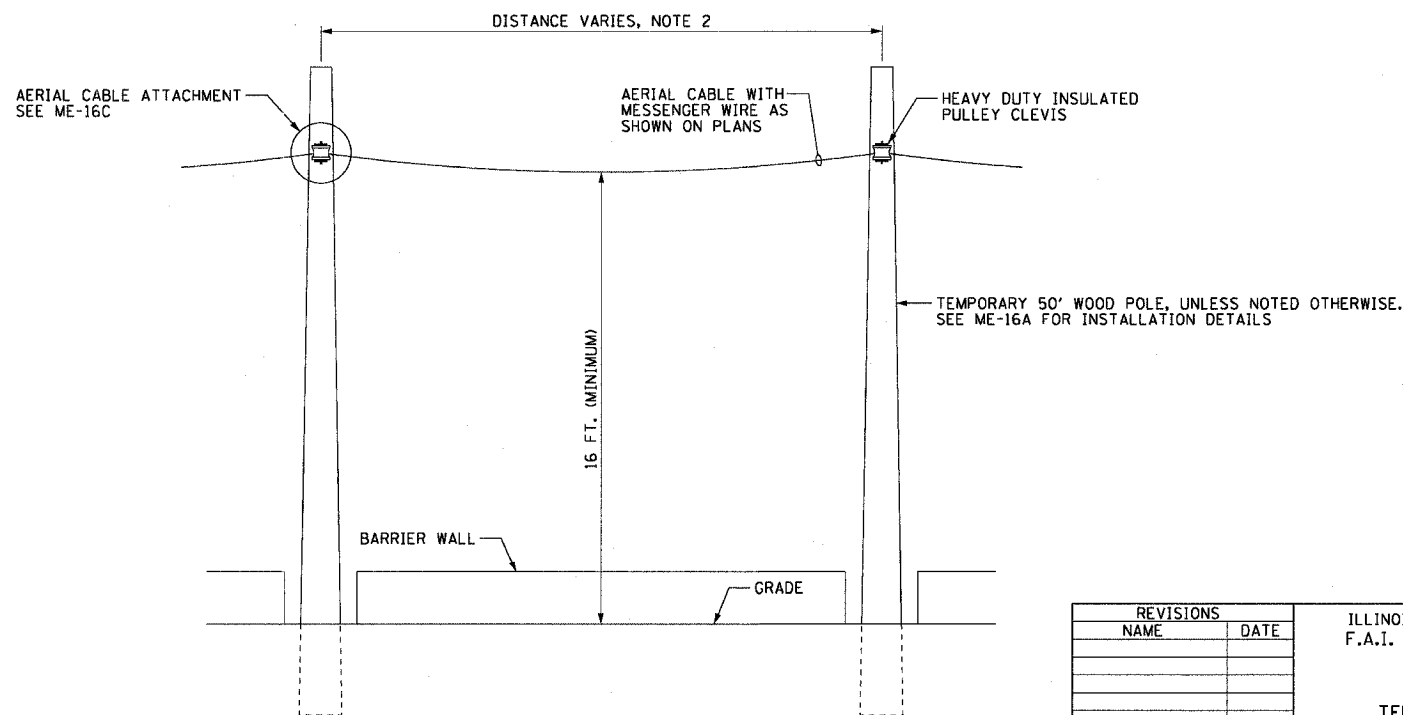 DISTANCE VARIES, NOTE 2
AERIAL CABLE ATTACHMENT
SEE ME-16C
AERIAL CABLE WITH
MESSENGER WIRE AS
SHOWN ON PLANS
HEAVY DUTY INSULATED
PULLEY CLEVIS
TEMPORARY 50' WOOD POLE, UNLESS NOTED OTHERWISE.
SEE ME-16A FOR INSTALLATION DETAILS
16 FT. (MINIMUM)
BARRIER WALL
GRADE
REVISIONS
NAME DATE
F.A.I.